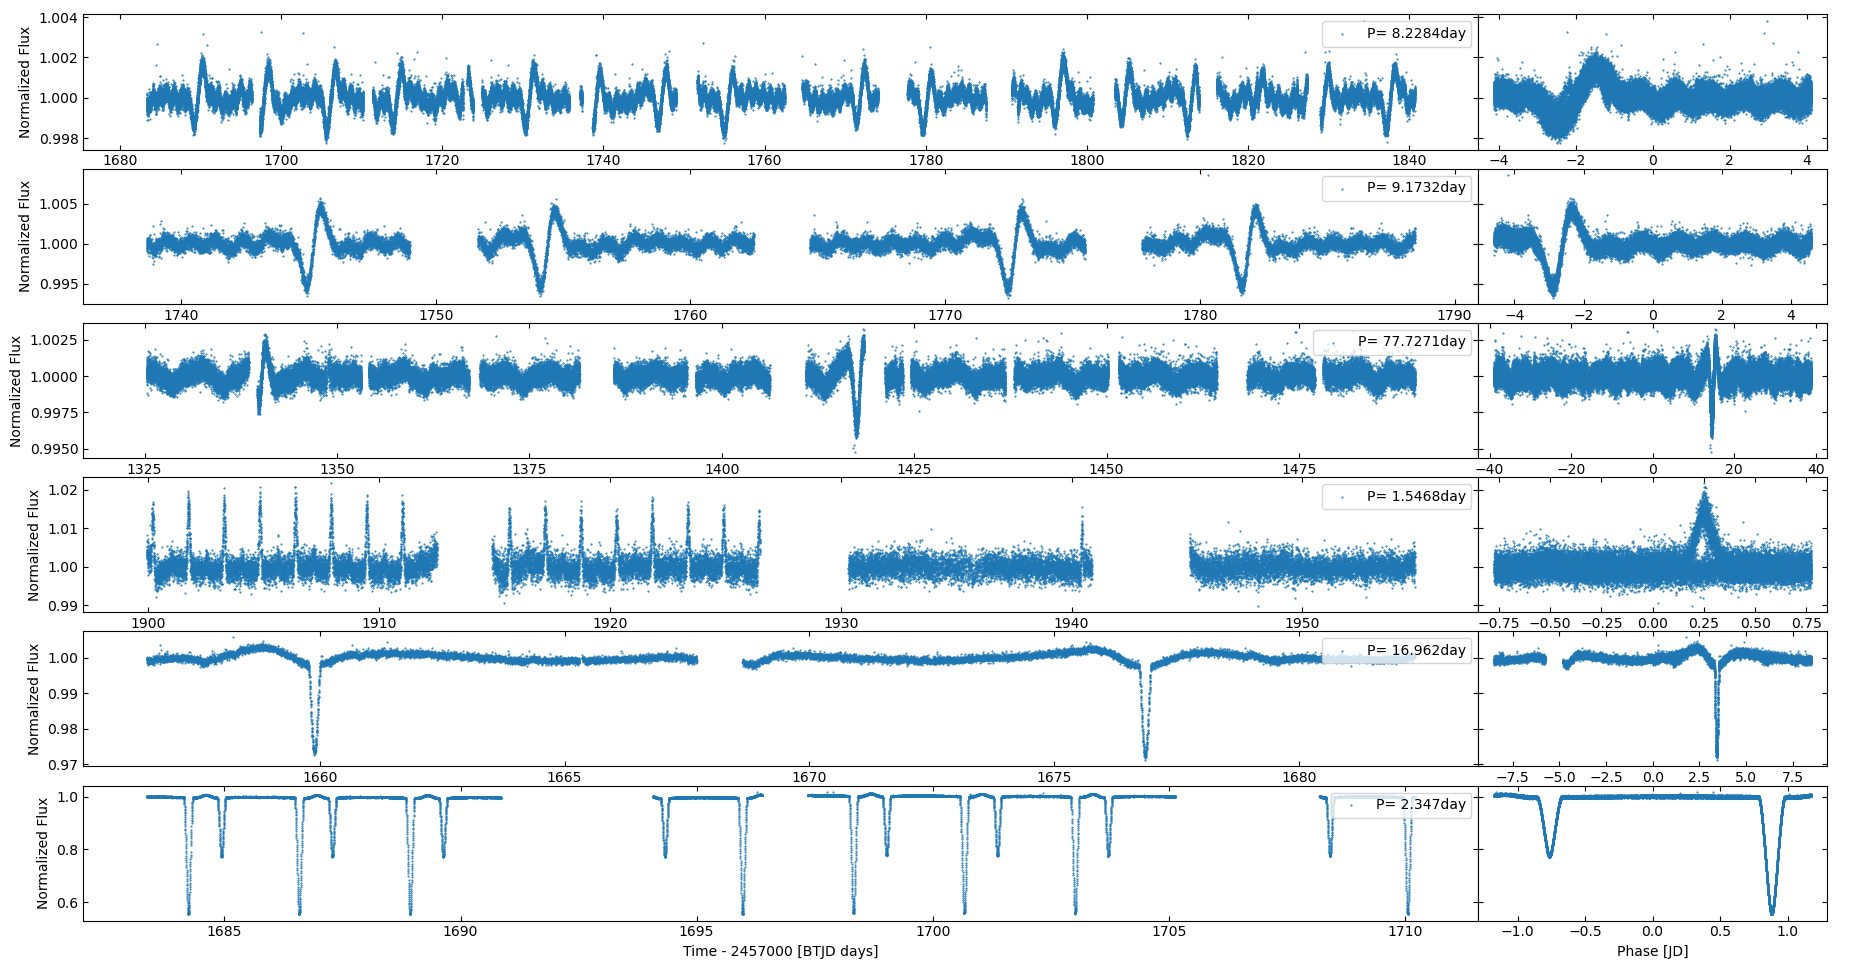 1.004
1.002
1.000
0.998
Normalized Flux
P= 8.2284day
1680 1700 1720 1740 1760 1780 1800 1820 1840
−4 −2 0 2 4
1.005
1.000
0.995
Normalized Flux
P= 9.1732day
1740 1750 1760 1770 1780 1790
−4 −2 0 2 4
1.0025
1.0000
0.9975
0.9950
Normalized Flux
P= 77.7271day
1325 1350 1375 1400 1425 1450 1475
−40 −20 0 20 40
1.02
1.01
1.00
0.99
Normalized Flux
P= 1.5468day
1900 1910 1920 1930 1940 1950
−0.75 −0.50 −0.25 0.00 0.25 0.50 0.75
1.00
0.99
0.98
0.97
Normalized Flux
P= 16.962day
1660 1665 1670 1675 1680
−7.5 −5.0 −2.5 0.0 2.5 5.0 7.5
1.0
0.8
0.6
Normalized Flux
P= 2.347day
1685 1690 1695 1700 1705 1710
−1.0 −0.5 0.0 0.5 1.0
Time - 2457000 [BTJD days]
Phase [JD]